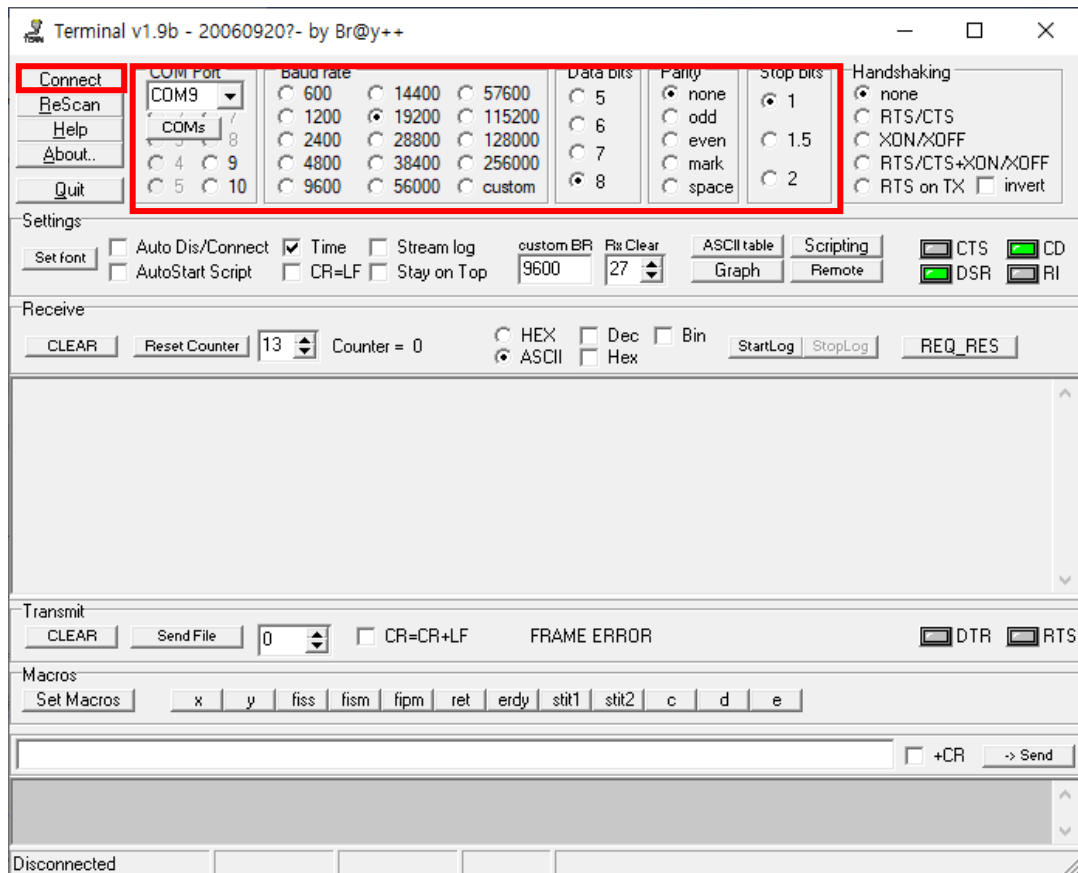 Terminal v1.9b - 20060920?- by Br@y++
Connect
ReScan
Help
About..
Quit
COM Port
COM9
COMs
7
3 8
4 9
5 10
Baud rate
600 14400 57600
1200 19200 115200
2400 28800 128000
4800 38400 256000
9600 56000 custom
Data bits
5
6
7
8
Parity
none
odd
even
mark
space
Stop bits
1
1.5
2
Handshaking
none
RTS/CTS
XON/XOFF
RTS/CTS+XON/XOFF
RTS on TX invert
Settings
Set font
Auto Dis/Connect Time Stream log
AutoStart Script CR=LF Stay on Top
custom BR Rx Clear
9600 27
ASCII table Scripting
Graph Remote
CTS CD
DSR RI
Receive
CLEAR Reset Counter 13 Counter = 0
HEX Dec Bin
ASCII Hex
StartLog StopLog REQ_RES
Transmit
CLEAR Send File 0 CR=CR+LF FRAME ERROR DTR RTS
Macros
Set Macros x y fiss fism fipm ret erdy stit1 stit2 c d e
+CR -> Send
Disconnected